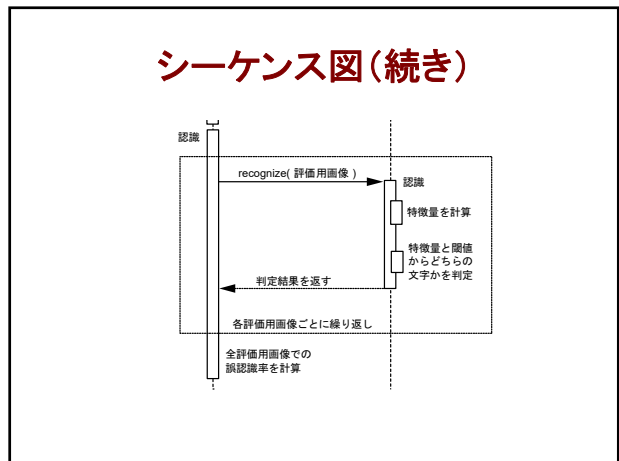 シーケンス図（続き）
認識
recognize( 評価用画像 )
認識
特徴量を計算
特徴量と閾値
からどちらの
文字かを判定
判定結果を返す
各評価用画像ごとに繰り返し
全評価用画像での
誤認識率を計算